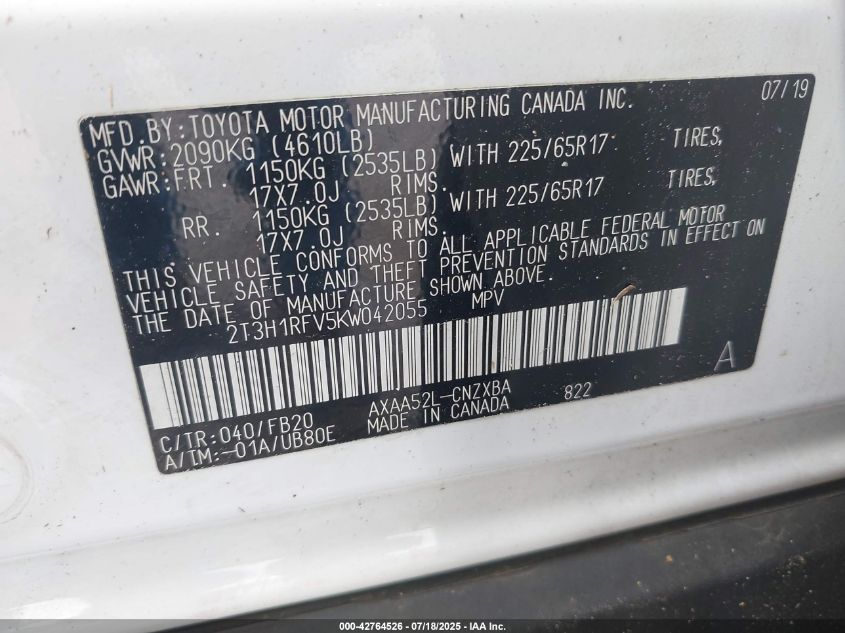 07/19
MFD.BY:TOYOTA MOTOR MANUFACTURING CANADA INC.
GVWR:2090KG (4610LB)
GAWR:FRT. 1150KG (2535LB) WITH 225/65R17 TIRES,
17X7.0J RIMS.
RR. 1150KG (2535LB) WITH 225/65R17 TIRES,
17X7.0J RIMS.
THIS VEHICLE CONFORMS TO ALL APPLICABLE FEDERAL MOTOR
VEHICLE SAFETY AND THEFT PREVENTION STANDARDS IN EFFECT ON
THE DATE OF MANUFACTURE SHOWN ABOVE.
2T3H1RFV5KW042055 MPV
A
C/TR:040/FB20 AXAA52L-CNZXBA 822
A/TM:-01A/UB80E MADE IN CANADA
000-42764526 | 07/18/2025 | IAA Inc.